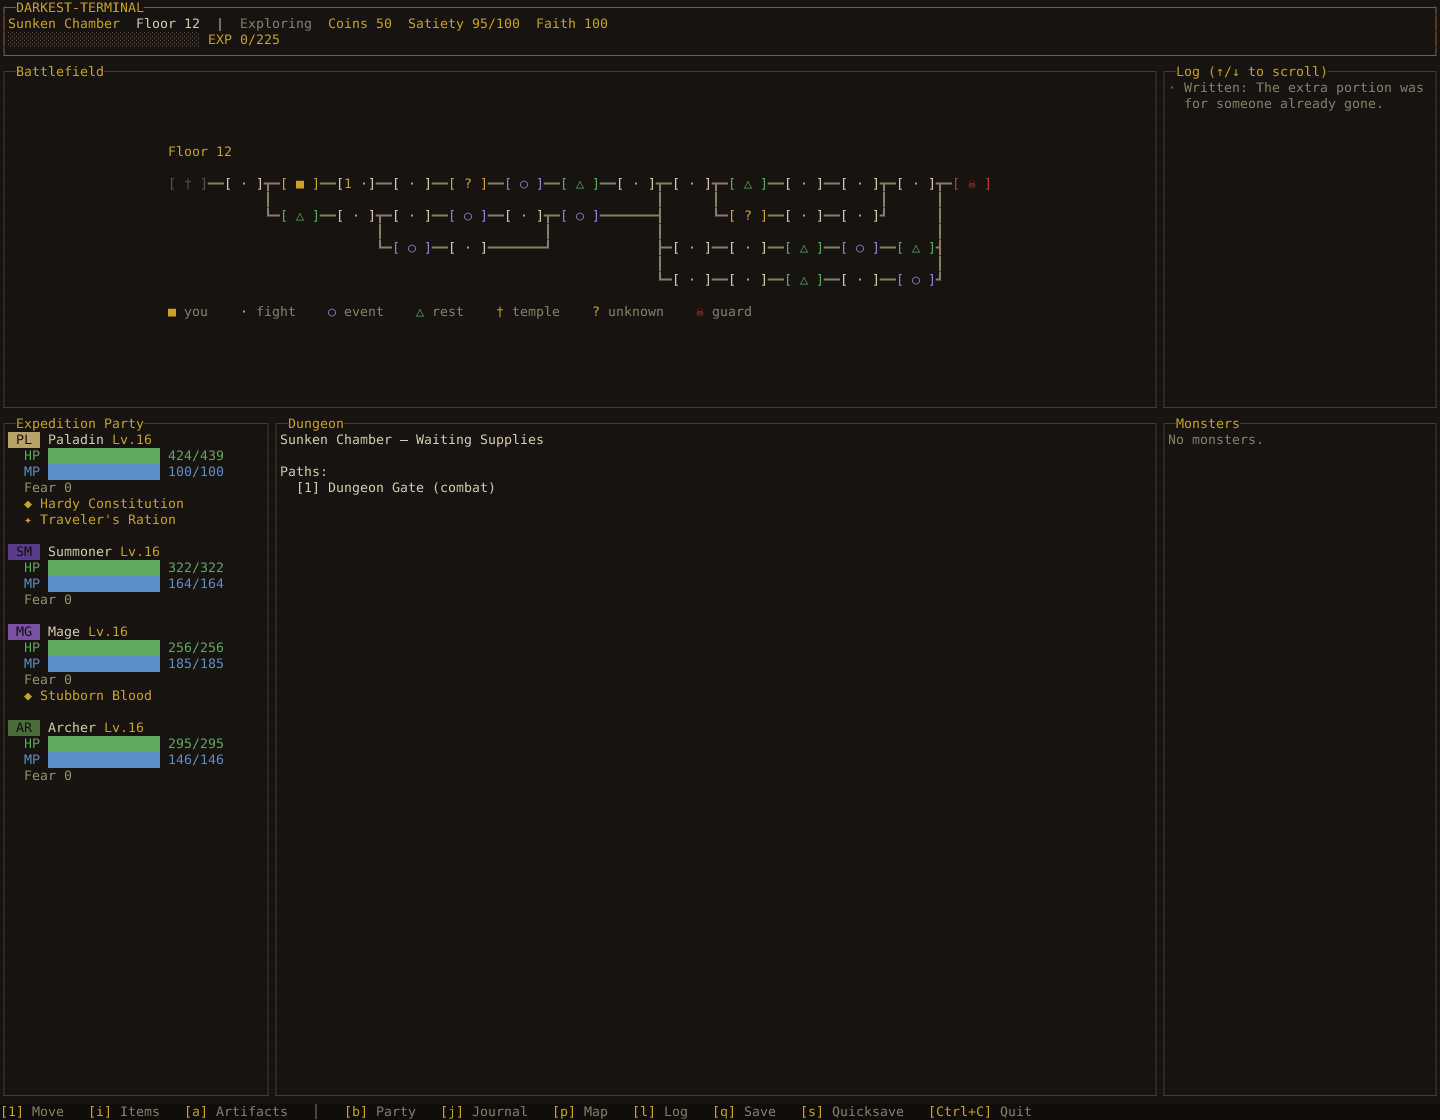 DARKEST-TERMINAL
Sunken Chamber  Floor 12  |  Exploring  Coins 50  Satiety 95/100  Faith 100
EXP 0/225
Battlefield
Floor 12
[ † ]──[ · ]┬─[ ■ ]──[1 ·]──[ · ]──[ ? ]──[ ○ ]──[ △ ]──[ · ]┬─[ · ]┬─[ △ ]──[ · ]──[ · ]┬─[ · ]┬─[ ☠ ]
└─[ △ ]──[ · ]┬─[ · ]──[ ○ ]──[ · ]┬─[ ○ ]───────┤ └─[ ? ]──[ · ]──[ · ]┘
└─[ ○ ]──[ · ]───────┘ ├─[ · ]──[ · ]──[ △ ]──[ ○ ]──[ △ ]┤
└─[ · ]──[ · ]──[ △ ]──[ · ]──[ ○ ]┘
■ you  · fight  ○ event  △ rest  † temple  ? unknown  ☠ guard
Log (↑/↓ to scroll)
· Written: The extra portion was
for someone already gone.
Expedition Party
PL Paladin Lv.16
HP 424/439
MP 100/100
Fear 0
◆ Hardy Constitution
✦ Traveler's Ration
SM Summoner Lv.16
HP 322/322
MP 164/164
Fear 0
MG Mage Lv.16
HP 256/256
MP 185/185
Fear 0
◆ Stubborn Blood
AR Archer Lv.16
HP 295/295
MP 146/146
Fear 0
Dungeon
Sunken Chamber — Waiting Supplies
Paths:
[1] Dungeon Gate (combat)
Monsters
No monsters.
[1] Move  [i] Items  [a] Artifacts  │  [b] Party  [j] Journal  [p] Map  [l] Log  [q] Save  [s] Quicksave  [Ctrl+C] Quit